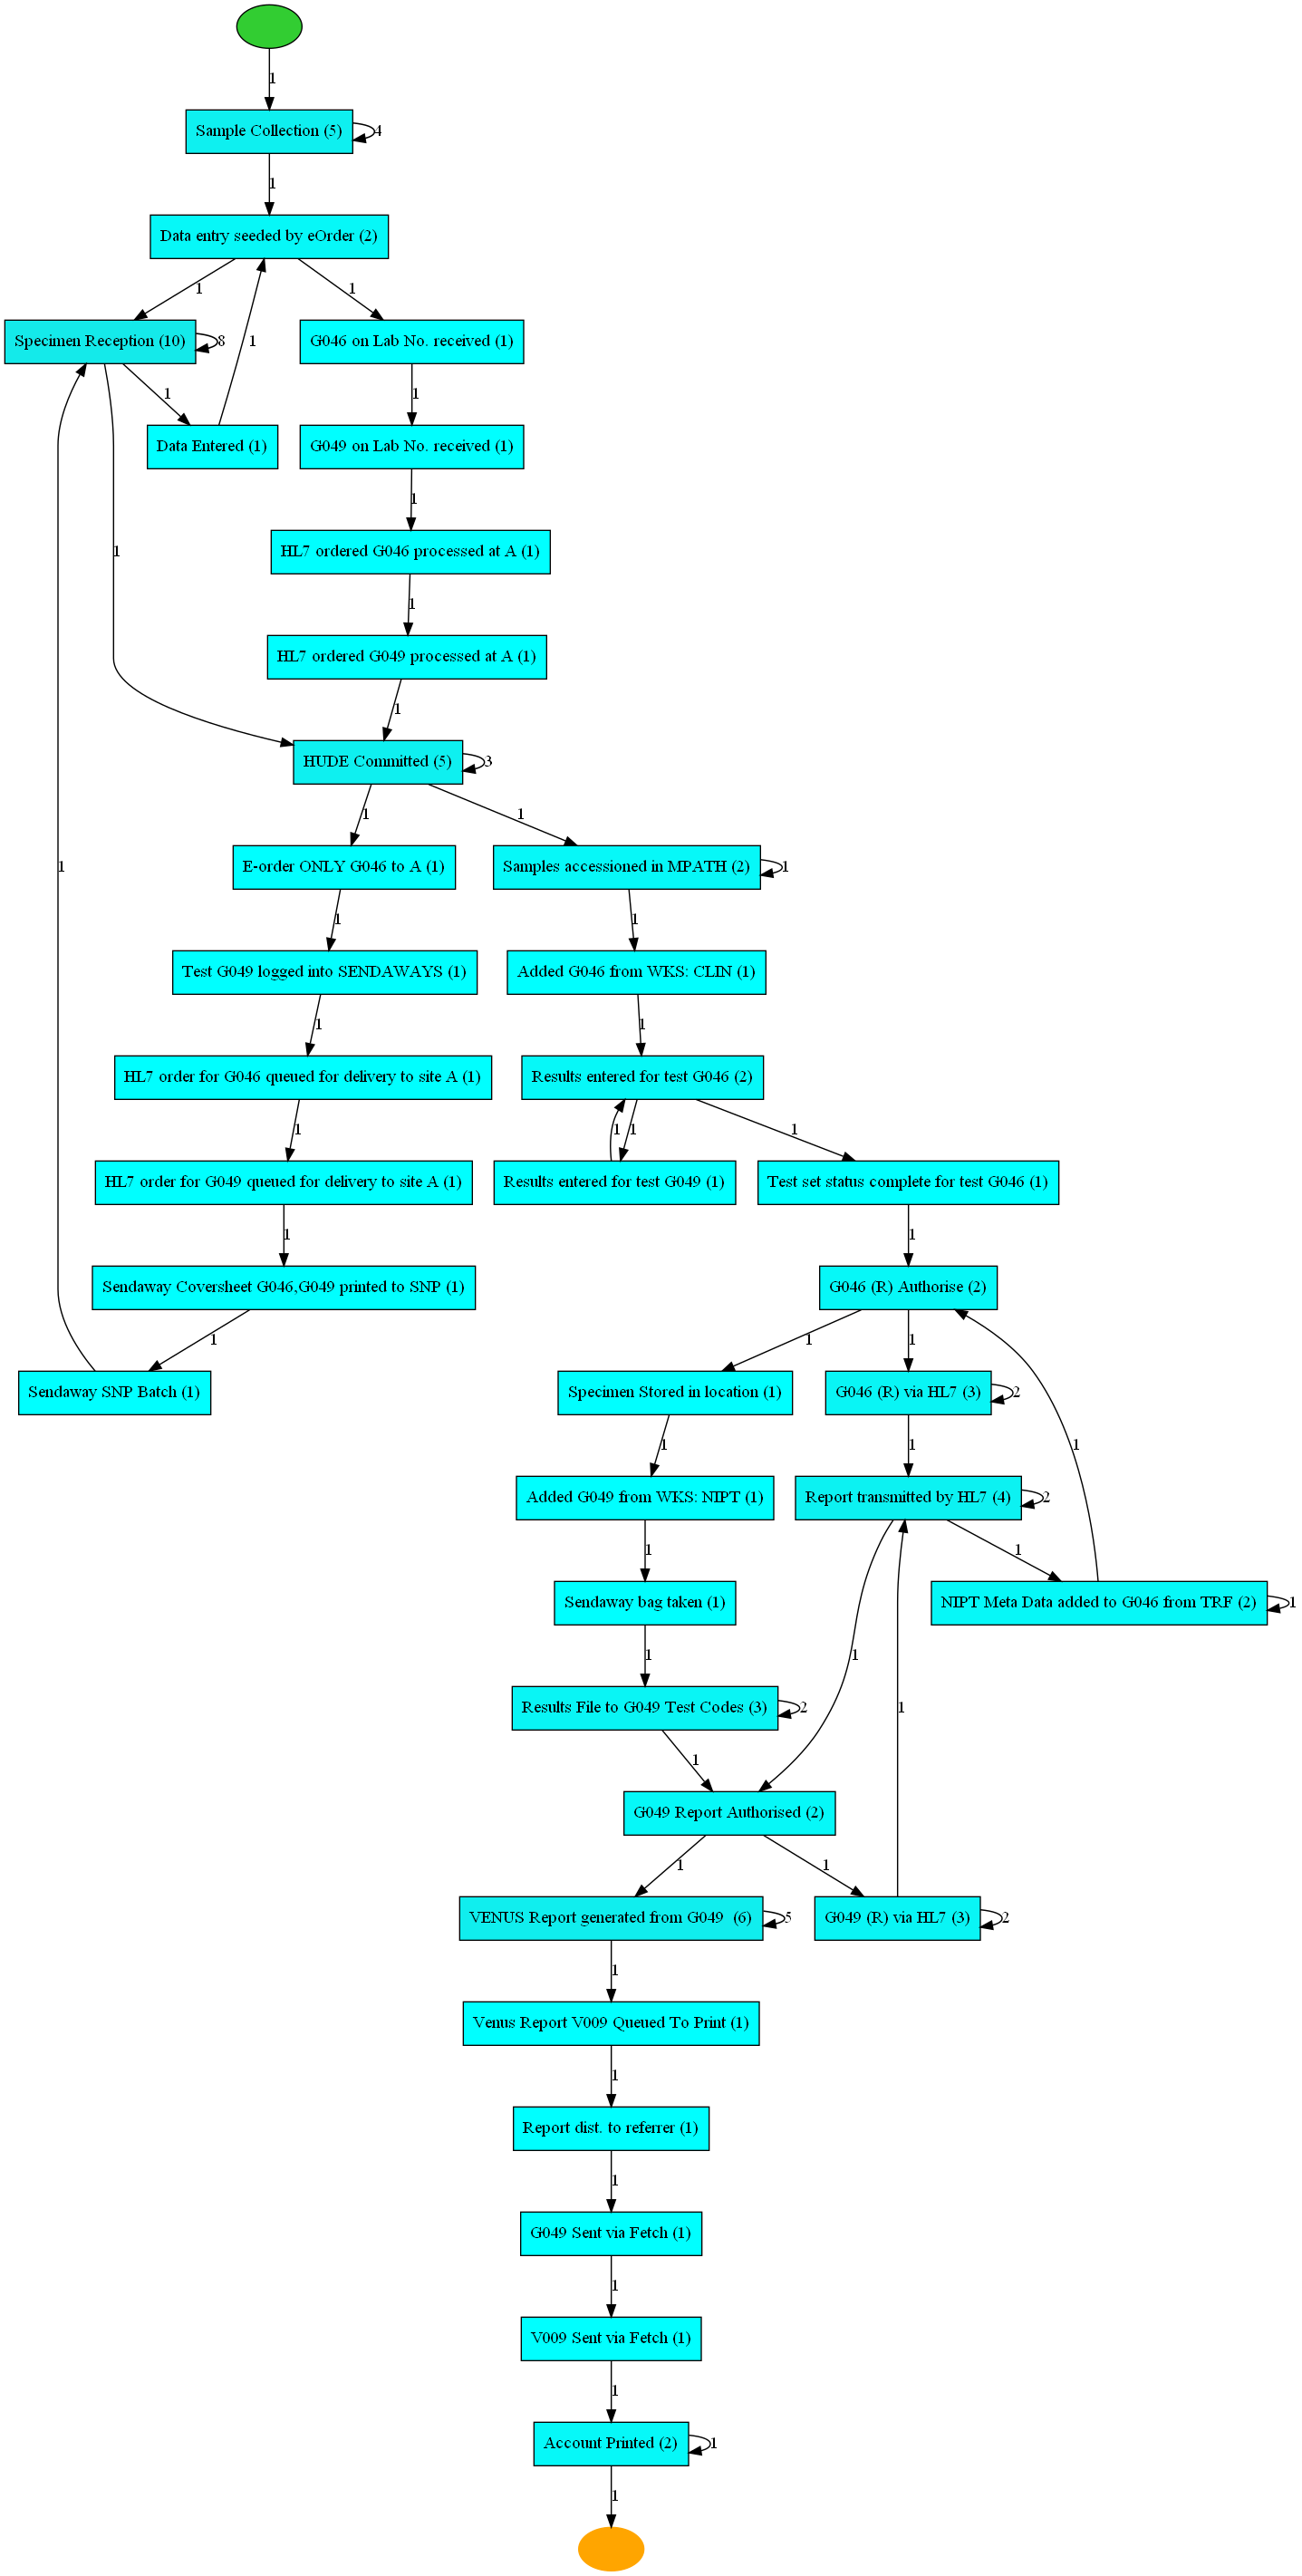 1
Sample Collection (5)
4
1
Data entry seeded by eOrder (2)
1
1
Specimen Reception (10)
8
1
G046 on Lab No. received (1)
1
1
Data Entered (1)
G049 on Lab No. received (1)
1
1
HL7 ordered G046 processed at A (1)
1
HL7 ordered G049 processed at A (1)
1
HUDE Committed (5)
3
1
1
1
E-order ONLY G046 to A (1)
Samples accessioned in MPATH (2)
1
1
1
Test G049 logged into SENDAWAYS (1)
Added G046 from WKS: CLIN (1)
1
1
HL7 order for G046 queued for delivery to site A (1)
Results entered for test G046 (2)
1
1
1
1
HL7 order for G049 queued for delivery to site A (1)
Results entered for test G049 (1)
Test set status complete for test G046 (1)
1
1
Sendaway Coversheet G046,G049 printed to SNP (1)
G046 (R) Authorise (2)
1
1
1
Sendaway SNP Batch (1)
Specimen Stored in location (1)
G046 (R) via HL7 (3)
2
1
1
1
Added G049 from WKS: NIPT (1)
Report transmitted by HL7 (4)
2
1
1
Sendaway bag taken (1)
NIPT Meta Data added to G046 from TRF (2)
1
1
1
1
Results File to G049 Test Codes (3)
2
1
G049 Report Authorised (2)
1
1
VENUS Report generated from G049  (6)
5
G049 (R) via HL7 (3)
2
1
Venus Report V009 Queued To Print (1)
1
Report dist. to referrer (1)
1
G049 Sent via Fetch (1)
1
V009 Sent via Fetch (1)
1
Account Printed (2)
1
1